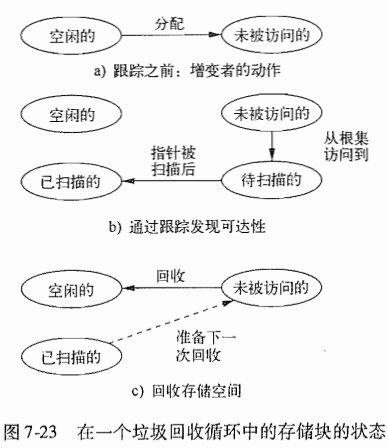 分配
空闲的
未被访问的
a) 跟踪之前：增变者的动作
空闲的
未被访问的
从根集
访问到
指针被
扫描后
已扫描的
待扫描的
b) 通过跟踪发现可达性
回收
空闲的
未被访问的
准备下一
次回收
已扫描的
c) 回收存储空间
图 7-23 在一个垃圾回收循环中的存储块的状态